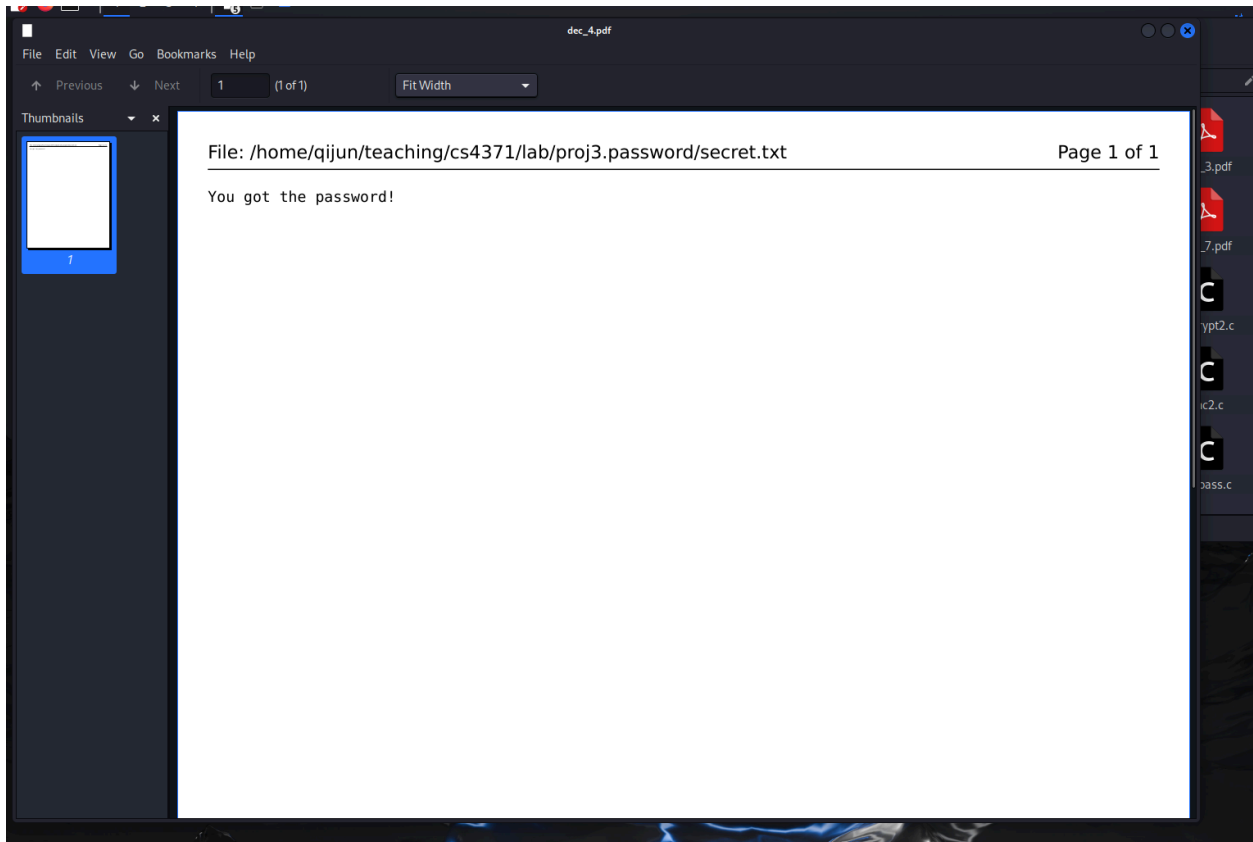 5
dec_4.pdf
File Edit View Go Bookmarks Help
Previous Next 1 (1 of 1) Fit Width
Thumbnails
1
File: /home/qijun/teaching/cs4371/lab/proj3.password/secret.txt Page 1 of 1
You got the password!
_3.pdf
_7.pdf
C
ypt2.c
C
c2.c
C
pass.c